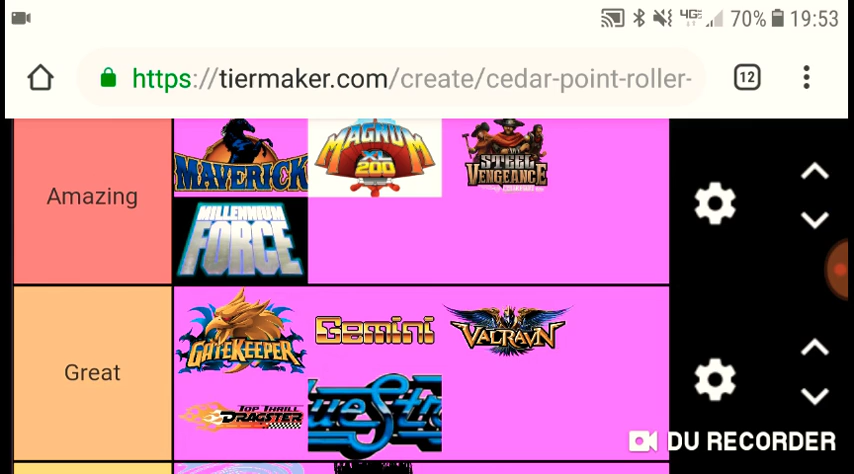 4G 70% 19:53
https://tiermaker.com/create/cedar-point-roller-
12
Amazing
MAVERICK
MAGNUM
XL
200
STEEL
VENGEANCE
MILLENNIUM
FORCE
Great
GATEKEEPER
Gemini
VALRAVN
TOP THRILL
DRAGSTER
lueStr
DU RECORDER